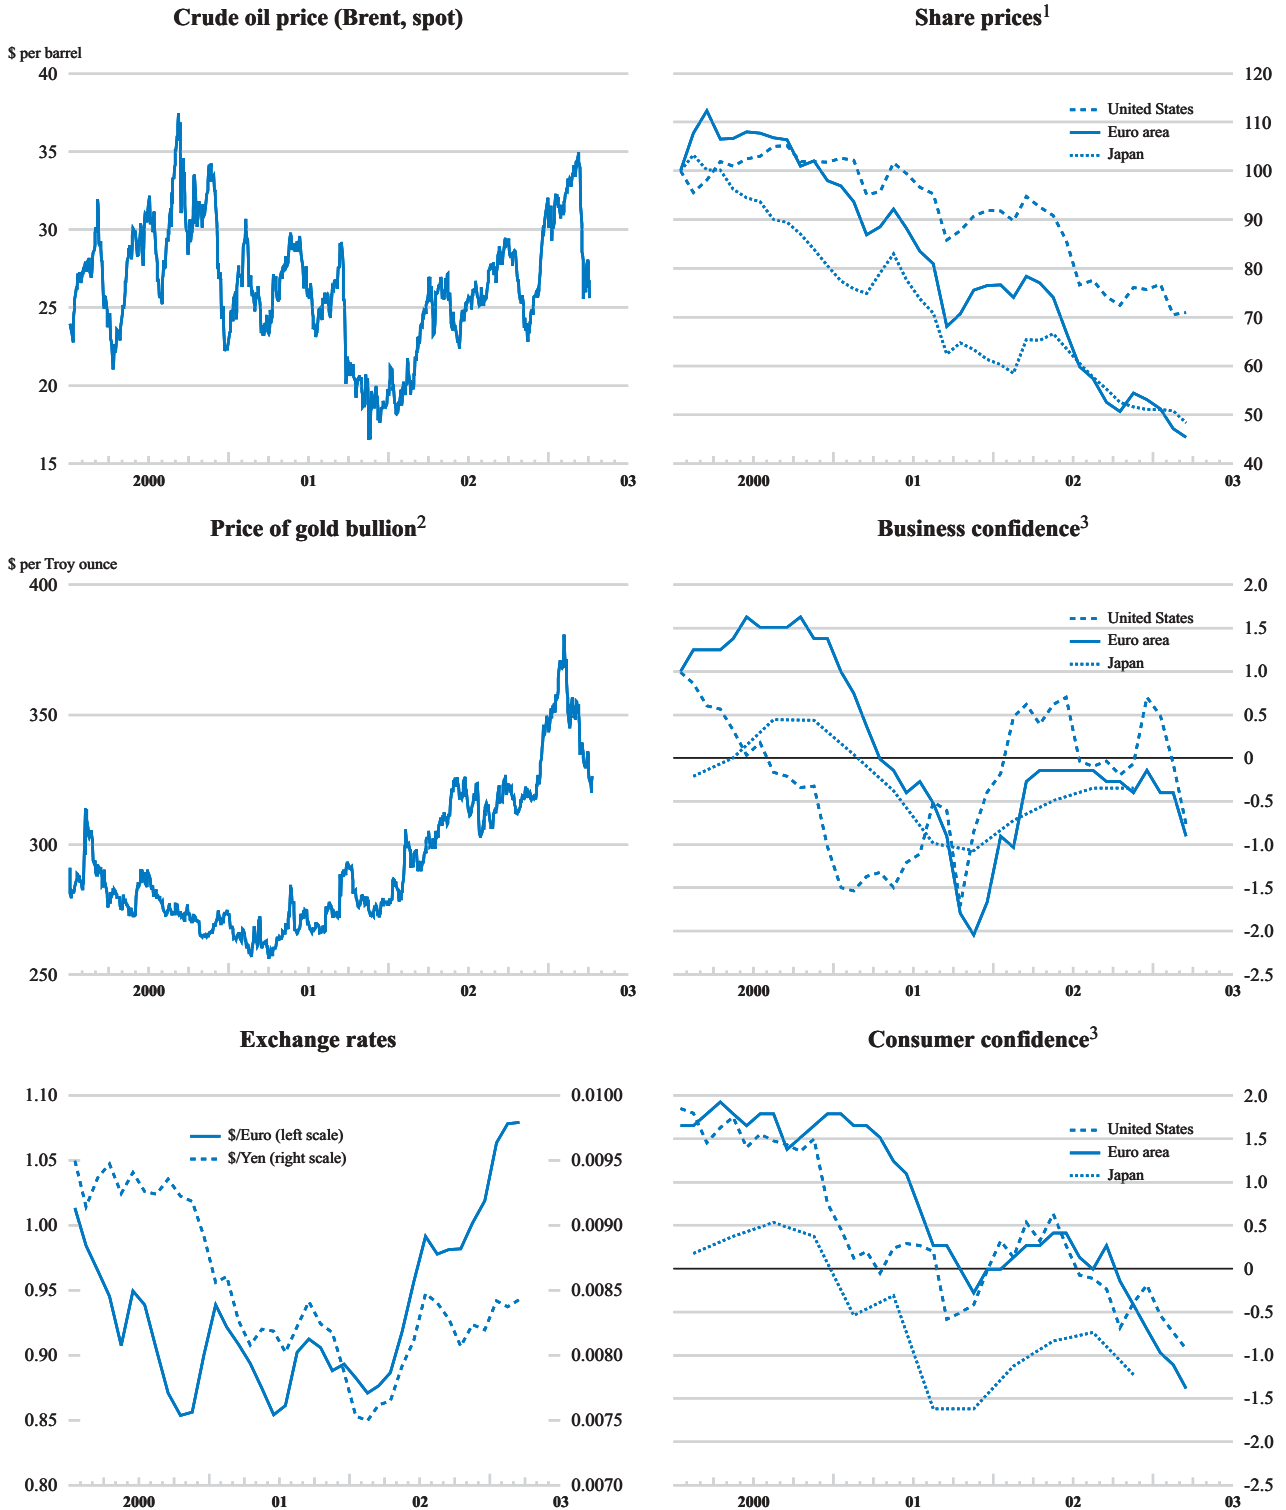 Crude oil price (Brent, spot)
$ per barrel
40
35
30
25
20
15
2000 01 02 03
Share prices1
120
110
100
90
80
70
60
50
40
United States
Euro area
Japan
2000 01 02 03
Price of gold bullion2
$ per Troy ounce
400
350
300
250
2000 01 02 03
Business confidence3
2.0
1.5
1.0
0.5
0
-0.5
-1.0
-1.5
-2.0
-2.5
United States
Euro area
Japan
2000 01 02 03
Exchange rates
1.10
1.05
1.00
0.95
0.90
0.85
0.80
$/Euro (left scale)
$/Yen (right scale)
0.0100
0.0095
0.0090
0.0085
0.0080
0.0075
0.0070
2000 01 02 03
Consumer confidence3
2.0
1.5
1.0
0.5
0
-0.5
-1.0
-1.5
-2.0
-2.5
United States
Euro area
Japan
2000 01 02 03